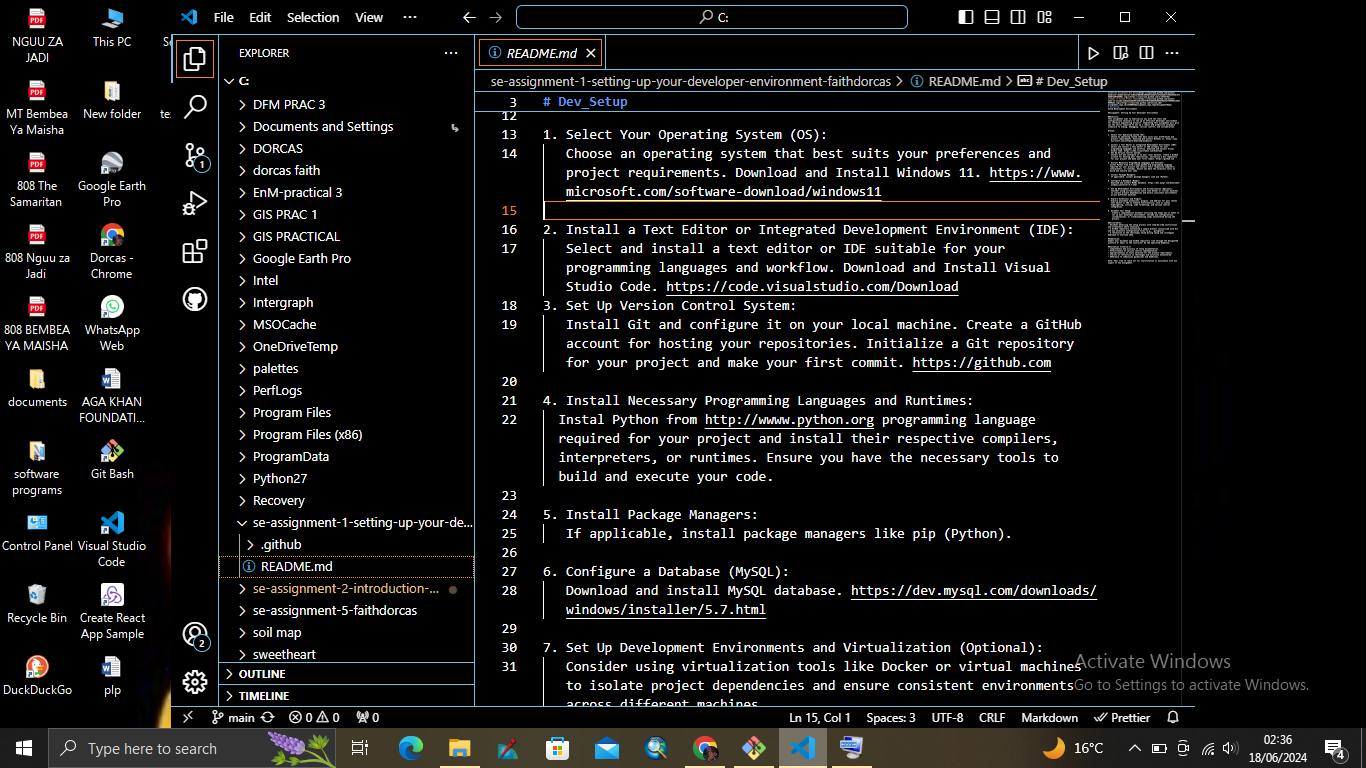 NGUU ZA JADI
This PC
MT Bembea Ya Maisha
New folder
808 The Samaritan
Google Earth Pro
808 Nguu za Jadi
Dorcas - Chrome
808 BEMBEA YA MAISHA
WhatsApp Web
documents
AGA KHAN FOUNDATI...
software programs
Git Bash
Control Panel
Visual Studio Code
Recycle Bin
Create React App Sample
DuckDuckGo
plp
File Edit Selection View ···
C:
EXPLORER ···
C:
DFM PRAC 3
Documents and Settings
DORCAS
dorcas faith
EnM-practical 3
GIS PRAC 1
GIS PRACTICAL
Google Earth Pro
Intel
Intergraph
MSOCache
OneDriveTemp
palettes
PerfLogs
Program Files
Program Files (x86)
ProgramData
Python27
Recovery
se-assignment-1-setting-up-your-de...
.github
README.md
se-assignment-2-introduction-...
se-assignment-5-faithdorcas
soil map
sweetheart
OUTLINE
TIMELINE
1
2
README.md
se-assignment-1-setting-up-your-developer-environment-faithdorcas > README.md > # Dev_Setup
3 # Dev_Setup
12
13 1. Select Your Operating System (OS):
14 Choose an operating system that best suits your preferences and
project requirements. Download and Install Windows 11. https://www.
microsoft.com/software-download/windows11
15
16 2. Install a Text Editor or Integrated Development Environment (IDE):
17 Select and install a text editor or IDE suitable for your
programming languages and workflow. Download and Install Visual
Studio Code. https://code.visualstudio.com/Download
18 3. Set Up Version Control System:
19 Install Git and configure it on your local machine. Create a GitHub
account for hosting your repositories. Initialize a Git repository
for your project and make your first commit. https://github.com
20
21 4. Install Necessary Programming Languages and Runtimes:
22 Instal Python from http://wwww.python.org programming language
required for your project and install their respective compilers,
interpreters, or runtimes. Ensure you have the necessary tools to
build and execute your code.
23
24 5. Install Package Managers:
25 If applicable, install package managers like pip (Python).
26
27 6. Configure a Database (MySQL):
28 Download and install MySQL database. https://dev.mysql.com/downloads/
windows/installer/5.7.html
29
30 7. Set Up Development Environments and Virtualization (Optional):
31 Consider using virtualization tools like Docker or virtual machines
to isolate project dependencies and ensure consistent environments
across different machines.
Activate Windows
Go to Settings to activate Windows.
main 0 0 0
Ln 15, Col 1 Spaces: 3 UTF-8 CRLF Markdown Prettier
Type here to search
16°C
02:36
18/06/2024
4